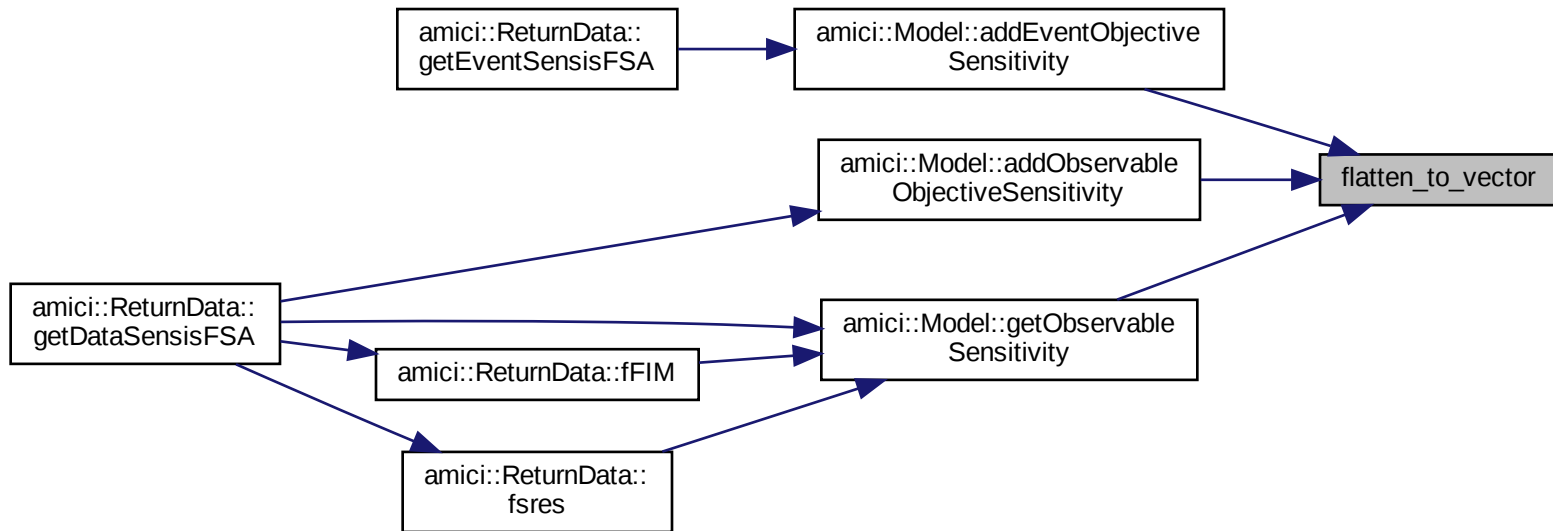 amici::ReturnData::
getEventSensisFSA
amici::Model::addEventObjective
Sensitivity
amici::Model::addObservable
ObjectiveSensitivity
flatten_to_vector
amici::ReturnData::
getDataSensisFSA
amici::Model::getObservable
Sensitivity
amici::ReturnData::fFIM
amici::ReturnData::
fsres